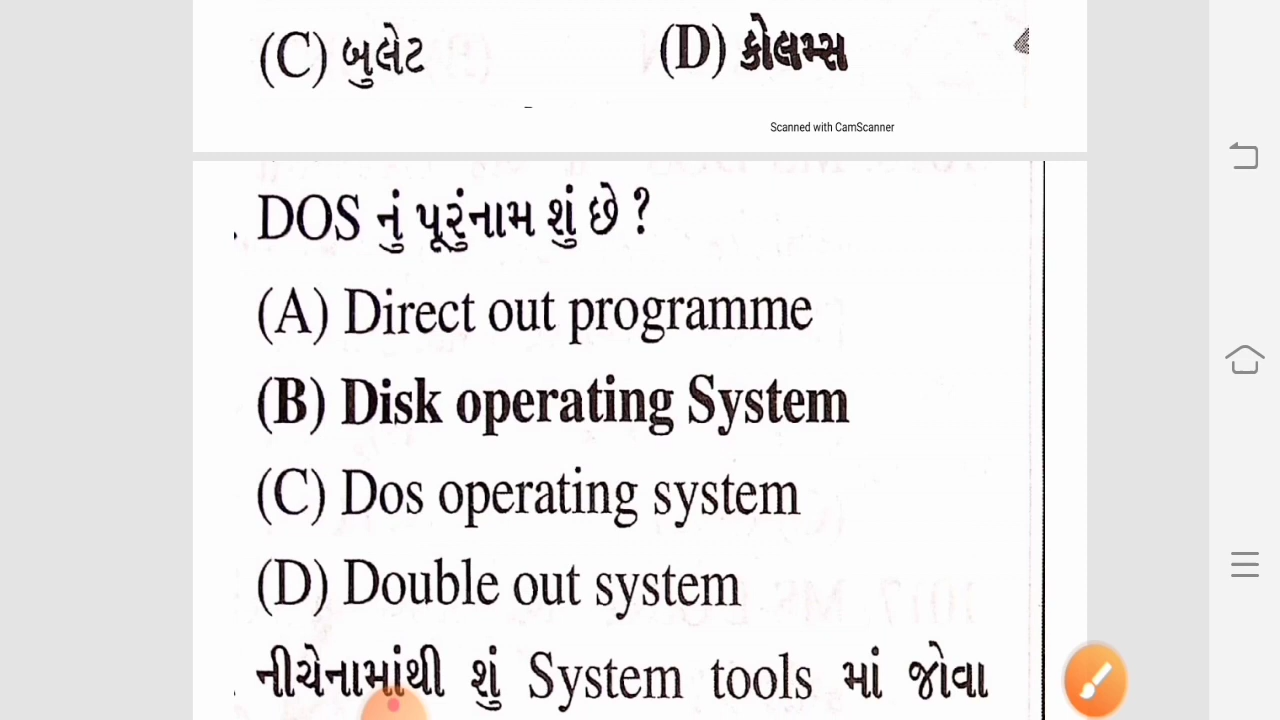 (C) બુલેટ (D) કોલમ્સ
Scanned with CamScanner
DOS નું પૂરુંનામ શું છે ?
(A) Direct out programme
(B) Disk operating System
(C) Dos operating system
(D) Double out system
નીચેનામાંથી શું System tools માં જોવા